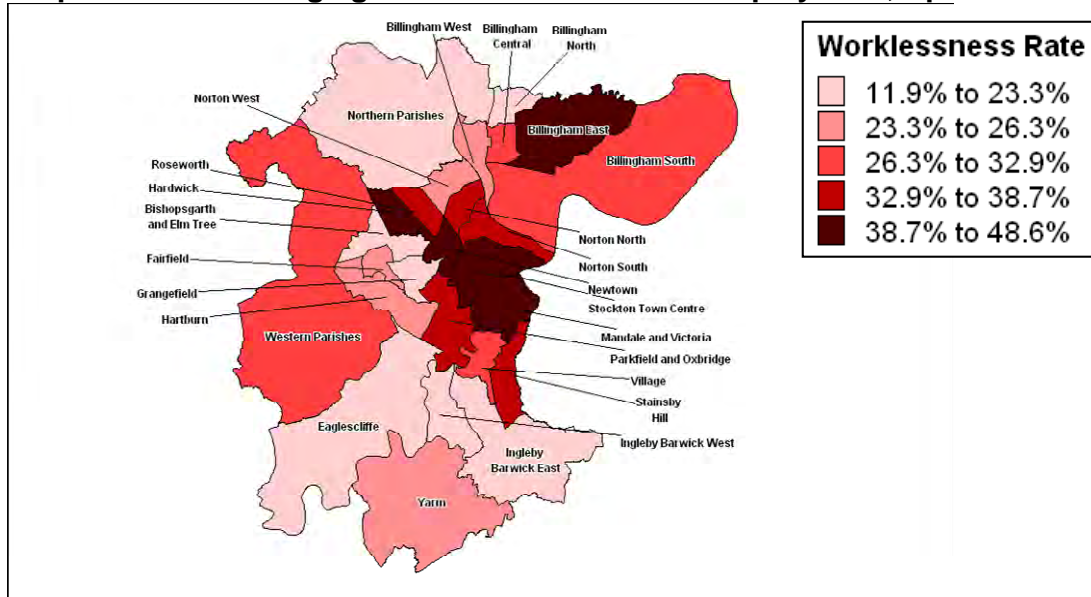 Billingham West
Billingham
Central
Billingham
North
Norton West
Northern Parishes
Billingham East
Billingham South
Roseworth
Hardwick
Bishopsgarth
and Elm Tree
Fairfield
Grangefield
Hartburn
Western Parishes
Norton North
Norton South
Newtown
Stockton Town Centre
Mandale and Victoria
Parkfield and Oxbridge
Village
Stainsby
Hill
Ingleby Barwick West
Eaglescliffe
Ingleby
Barwick East
Yarm
Worklessness Rate
11.9% to 23.3%
23.3% to 26.3%
26.3% to 32.9%
32.9% to 38.7%
38.7% to 48.6%